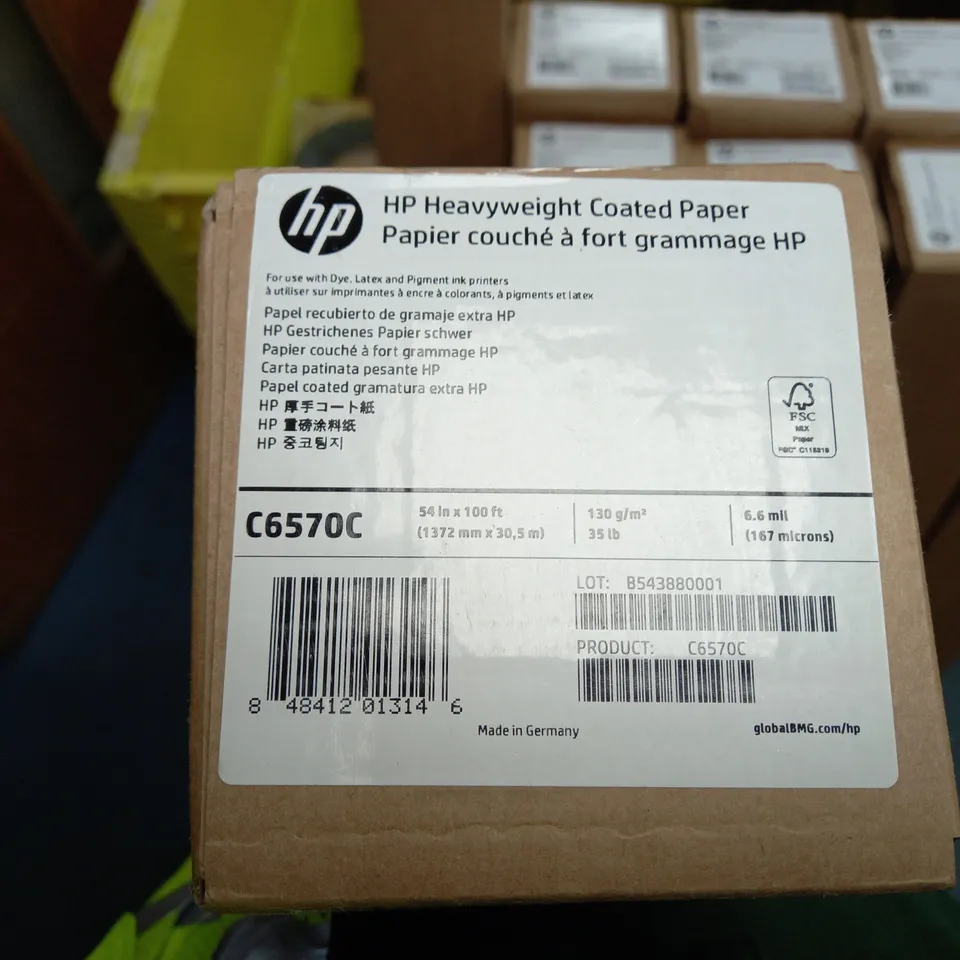 hp
HP Heavyweight Coated Paper
Papier couché à fort grammage HP
For use with Dye, Latex and Pigment ink printers
à utiliser sur imprimantes à encre à colorants, à pigments et latex
Papel recubierto de gramaje extra HP
HP Gestrichenes Papier schwer
Papier couché à fort grammage HP
Carta patinata pesante HP
Papel coated gramatura extra HP
HP 厚手コート紙
HP 重磅涂料纸
HP 중코팅지
FSC
MIX
Paper
FSC® C115319
C6570C
54 in x 100 ft
(1372 mm x 30,5 m)
130 g/m²
35 lb
6.6 mil
(167 microns)
LOT: B543880001
PRODUCT: C6570C
8 48412 01314 6
Made in Germany
globalBMG.com/hp